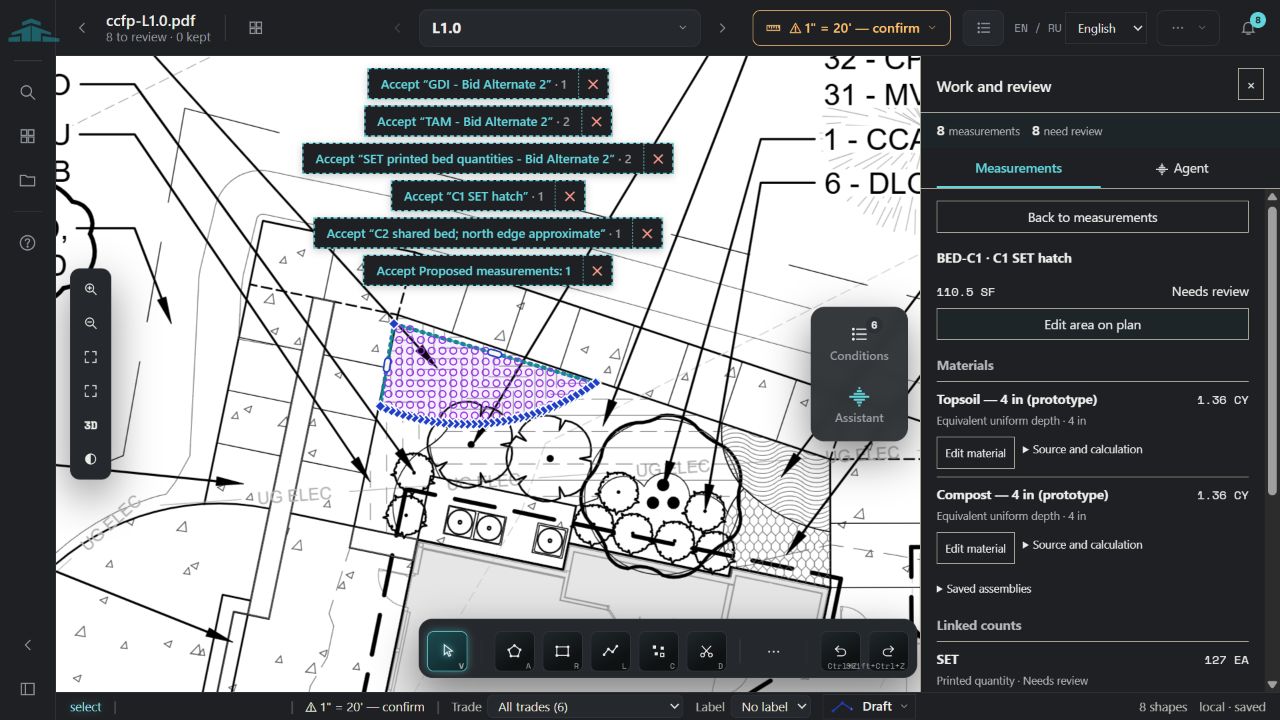 ccfp-L1.0.pdf
8 to review · 0 kept
L1.0
⚠ 1" = 20' — confirm
EN / RU
English
8
Accept “GDI - Bid Alternate 2” · 1
Accept “TAM - Bid Alternate 2” · 2
Accept “SET printed bed quantities - Bid Alternate 2” · 2
Accept “C1 SET hatch” · 1
Accept “C2 shared bed; north edge approximate” · 1
Accept Proposed measurements: 1
O
U
B
31 - MV
1 - CCA
6 - DLC
UG ELEC
UG ELEC
UG ELEC
UG ELEC
UG ELEC
3D
6
Conditions
Assistant
V
A
R
L
C
D
Work and review
8 measurements 8 need review
Measurements
Agent
Back to measurements
BED-C1 · C1 SET hatch
110.5 SF Needs review
Edit area on plan
Materials
Topsoil — 4 in (prototype) 1.36 CY
Equivalent uniform depth · 4 in
Edit material
Source and calculation
Compost — 4 in (prototype) 1.36 CY
Equivalent uniform depth · 4 in
Edit material
Source and calculation
Saved assemblies
Linked counts
SET 127 EA
Printed quantity · Needs review
select
⚠ 1" = 20' — confirm
Trade All trades (6)
Label No label
Draft
8 shapes local · saved